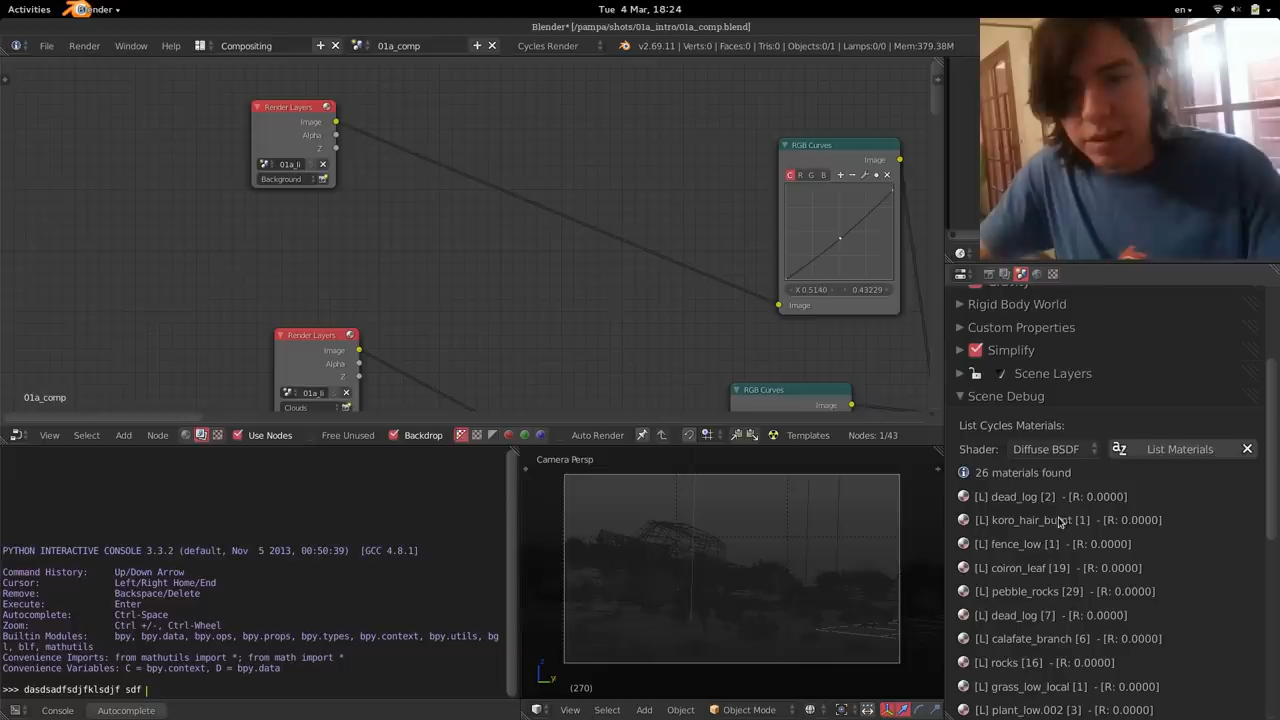 Activities
Blender
Tue 4 Mar, 18:24
en
Blender* [/pampa/shots/01a_intro/01a_comp.blend]
File Render Window Help
Compositing
01a_comp
Cycles Render
v2.69.11 | Verts:0 | Faces:0 | Tris:0 | Objects:0/1 | Lamps:0/0 | Mem:379.38M
Render Layers
Image
Alpha
Z
01a_li
Background
RGB Curves
Image
C R G B
X 0.5140
0.43229
Image
Render Layers
Image
Alpha
Z
01a_li
Clouds
RGB Curves
Image
01a_comp
View Select Add Node
Use Nodes
Free Unused
Backdrop
Auto Render
Templates
Nodes: 1/43
Rigid Body World
Custom Properties
Simplify
Scene Layers
Scene Debug
List Cycles Materials:
Shader: Diffuse BSDF
List Materials
26 materials found
[L] dead_log [2] - [R: 0.0000]
[L] koro_hair_burnt [1] - [R: 0.0000]
[L] fence_low [1] - [R: 0.0000]
[L] coiron_leaf [19] - [R: 0.0000]
[L] pebble_rocks [29] - [R: 0.0000]
[L] dead_log [7] - [R: 0.0000]
[L] calafate_branch [6] - [R: 0.0000]
[L] rocks [16] - [R: 0.0000]
[L] grass_low_local [1] - [R: 0.0000]
[L] plant_low.002 [3] - [R: 0.0000]
PYTHON INTERACTIVE CONSOLE 3.3.2 (default, Nov  5 2013, 00:50:39)  [GCC 4.8.1]
Command History:     Up/Down Arrow
Cursor:              Left/Right Home/End
Remove:              Backspace/Delete
Execute:             Enter
Autocomplete:        Ctrl-Space
Zoom:                Ctrl +/-, Ctrl-Wheel
Builtin Modules:     bpy, bpy.data, bpy.ops, bpy.props, bpy.types, bpy.context, bpy.utils, bg
l, blf, mathutils
Convenience Imports: from mathutils import *; from math import *
Convenience Variables: C = bpy.context, D = bpy.data
>>> dasdsadfsdjfklsdjf sdf
Console
Autocomplete
Camera Persp
z
y
(270)
View Select Add Object
Object Mode